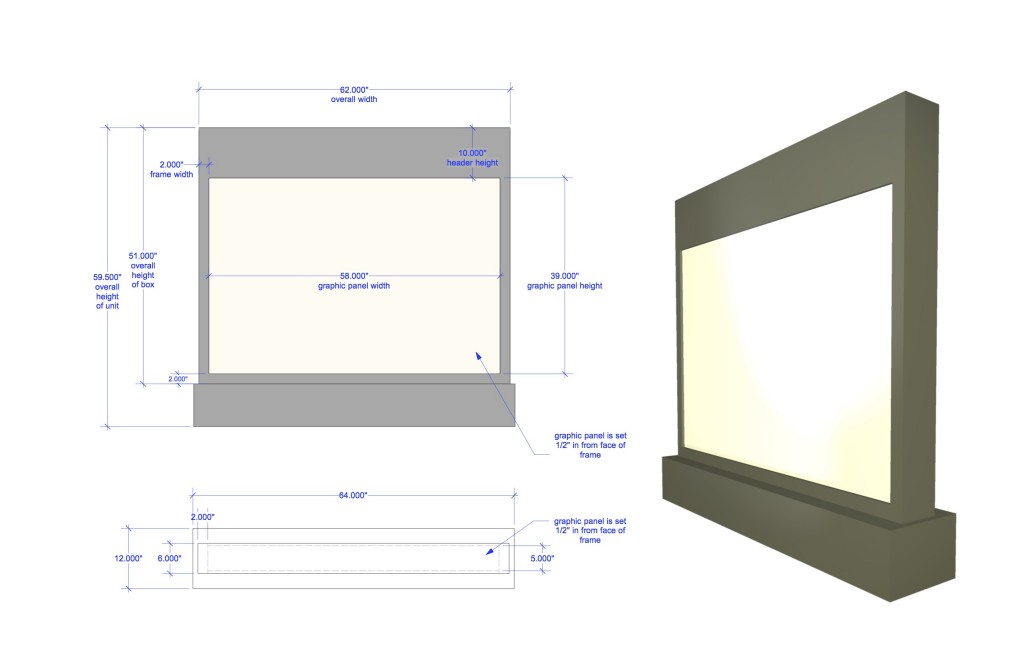 62.000"
overall width
10.000"
header height
2.000"
frame width
51.000"
overall
height
of box
59.500"
overall
height
of unit
58.000"
graphic panel width
39.000"
graphic panel height
2.000"
graphic panel is set
1/2" in from face of
frame
64.000"
2.000"
graphic panel is set
1/2" in from face of
frame
12.000"
6.000"
5.000"